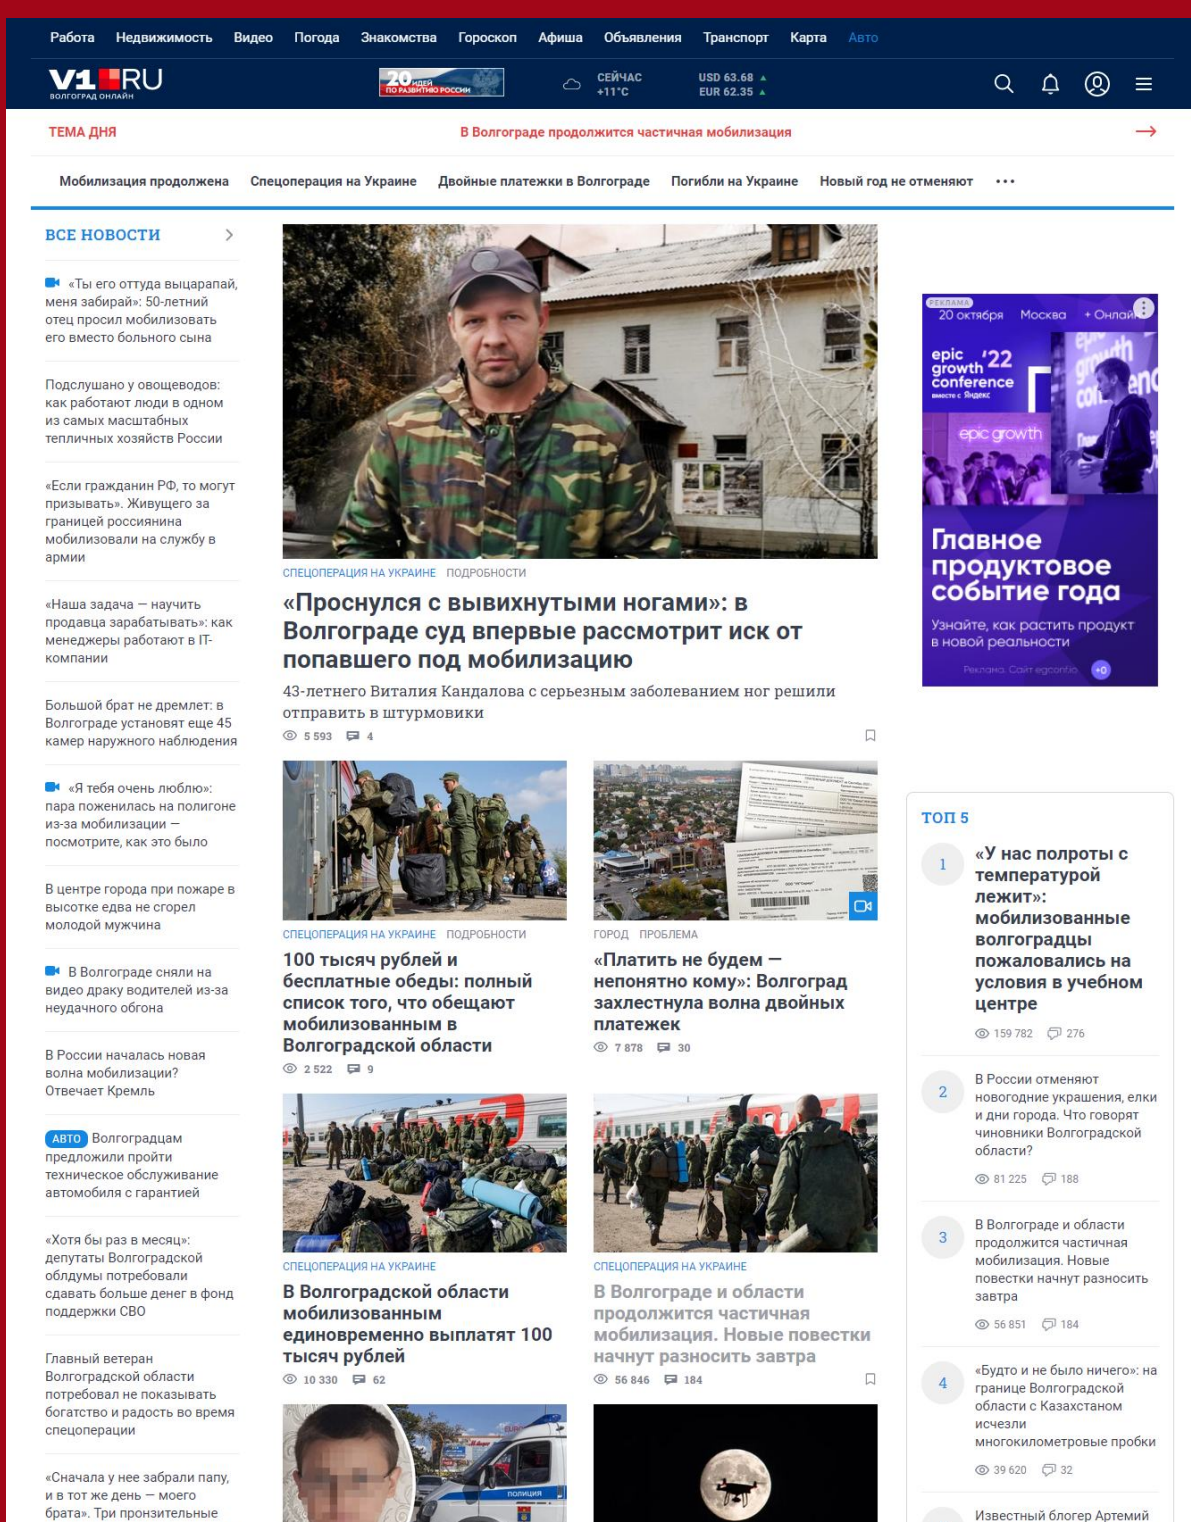 Работа Недвижимость Видео Погода Знакомства Гороскоп Афиша Объявления Транспорт Карта Авто
V1 RU
ВОЛГОГРАД ОНЛАЙН
20 ИДЕЙ
ПО РАЗВИТИЮ РОССИИ
СЕЙЧАС
+11°C
USD 63.68
EUR 62.35
ТЕМА ДНЯ
В Волгограде продолжится частичная мобилизация
Мобилизация продолжена Спецоперация на Украине Двойные платежки в Волгограде Погибли на Украине Новый год не отменяют
ВСЕ НОВОСТИ
«Ты его оттуда выцарапай,
меня забирай»: 50-летний
отец просил мобилизовать
его вместо больного сына
Подслушано у овощеводов:
как работают люди в одном
из самых масштабных
тепличных хозяйств России
«Если гражданин РФ, то могут
призывать». Живущего за
границей россиянина
мобилизовали на службу в
армии
«Наша задача — научить
продавца зарабатывать»: как
менеджеры работают в IT-
компании
Большой брат не дремлет: в
Волгограде установят еще 45
камер наружного наблюдения
«Я тебя очень люблю»:
пара поженилась на полигоне
из-за мобилизации —
посмотрите, как это было
В центре города при пожаре в
высотке едва не сгорел
молодой мужчина
В Волгограде сняли на
видео драку водителей из-за
неудачного обгона
В России началась новая
волна мобилизации?
Отвечает Кремль
АВТО Волгоградцам
предложили пройти
техническое обслуживание
автомобиля с гарантией
«Хотя бы раз в месяц»:
депутаты Волгоградской
облдумы потребовали
сдавать больше денег в фонд
поддержки СВО
Главный ветеран
Волгоградской области
потребовал не показывать
богатство и радость во время
спецоперации
«Сначала у нее забрали папу,
и в тот же день — моего
брата». Три пронзительные
СПЕЦОПЕРАЦИЯ НА УКРАИНЕ ПОДРОБНОСТИ
«Проснулся с вывихнутыми ногами»: в
Волгограде суд впервые рассмотрит иск от
попавшего под мобилизацию
43-летнего Виталия Кандалова с серьезным заболеванием ног решили
отправить в штурмовики
5 593 4
СПЕЦОПЕРАЦИЯ НА УКРАИНЕ ПОДРОБНОСТИ
100 тысяч рублей и
бесплатные обеды: полный
список того, что обещают
мобилизованным в
Волгоградской области
2 522 9
ГОРОД ПРОБЛЕМА
«Платить не будем —
непонятно кому»: Волгоград
захлестнула волна двойных
платежек
7 878 30
СПЕЦОПЕРАЦИЯ НА УКРАИНЕ
В Волгоградской области
мобилизованным
единовременно выплатят 100
тысяч рублей
10 330 62
СПЕЦОПЕРАЦИЯ НА УКРАИНЕ
В Волгограде и области
продолжится частичная
мобилизация. Новые повестки
начнут разносить завтра
56 846 184
ПОЛИЦИЯ
РЕКЛАМА
20 октября Москва + Онлайн
epic
growth '22
conference
вместе с Яндекс
epic growth
Главное
продуктовое
событие года
Узнайте, как растить продукт
в новой реальности
Реклама. Сайт egconf.io +0
ТОП 5
1
«У нас полроты с
температурой
лежит»:
мобилизованные
волгоградцы
пожаловались на
условия в учебном
центре
159 782 276
2
В России отменяют
новогодние украшения, елки
и дни города. Что говорят
чиновники Волгоградской
области?
81 225 188
3
В Волгограде и области
продолжится частичная
мобилизация. Новые
повестки начнут разносить
завтра
56 851 184
4
«Будто и не было ничего»: на
границе Волгоградской
области с Казахстаном
исчезли
многокилометровые пробки
39 620 32
Известный блогер Артемий